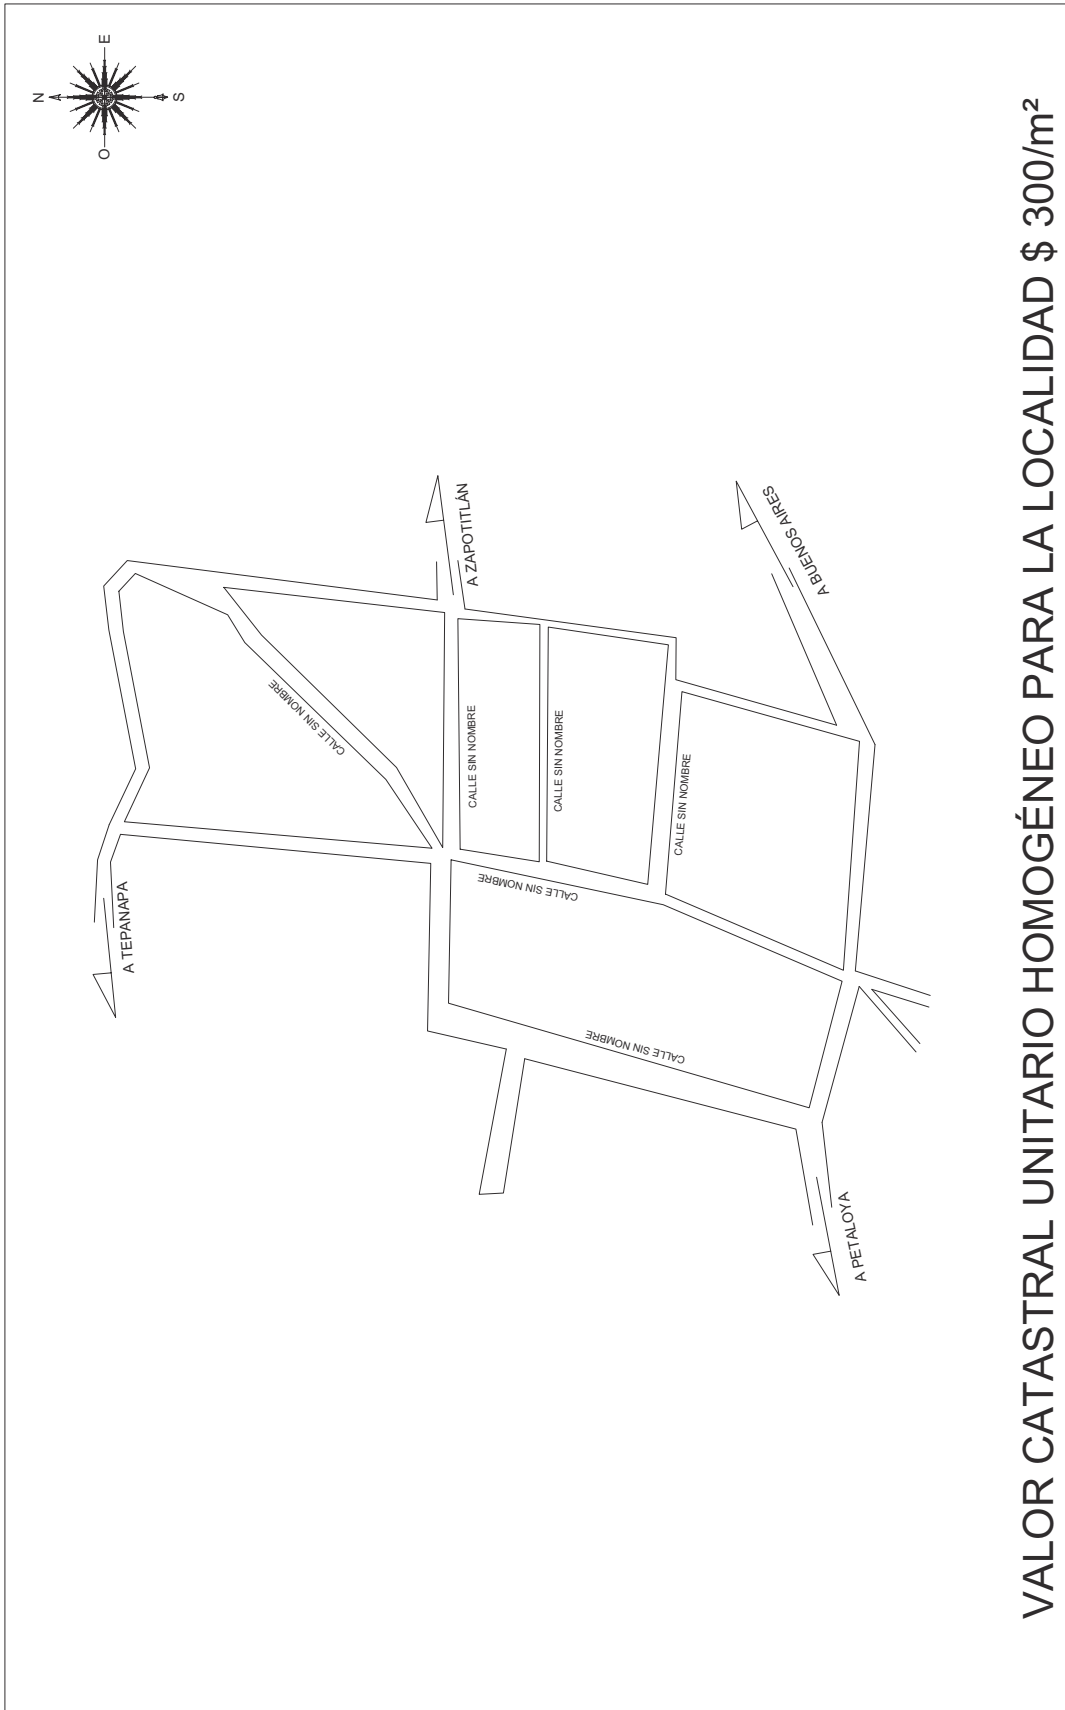 N
E
S
O
A TEPANAPA
A ZAPOTITLÁN
A BUENOS AIRES
CALLE SIN NOMBRE
CALLE SIN NOMBRE
CALLE SIN NOMBRE
CALLE SIN NOMBRE
CALLE SIN NOMBRE
CALLE SIN NOMBRE
A PETALOYA
VALOR CATASTRAL UNITARIO HOMOGÉNEO PARA LA LOCALIDAD $ 300/m²